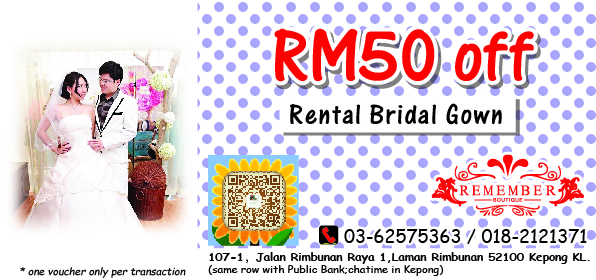 RM50 off
Rental Bridal Gown
REMEMBER
BOUTIQUE
03-62575363 / 018-2121371
107-1, Jalan Rimbunan Raya 1,Laman Rimbunan 52100 Kepong KL.
(same row with Public Bank;chatime in Kepong)
* one voucher only per transaction